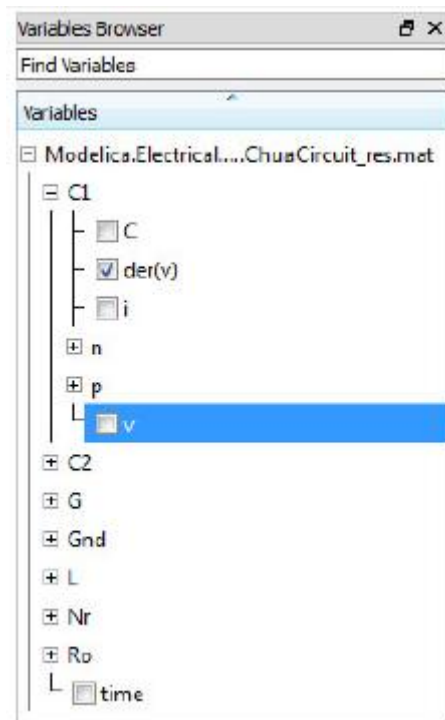 Variables Browser
Find Variables
Variables
Modelica.Electrical....ChuaCircuit_res.mat
C1
C
der(v)
i
n
p
v
C2
G
Gnd
L
Nr
Ro
time